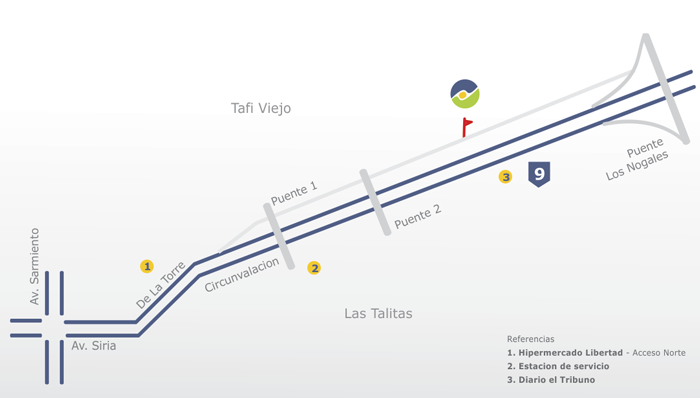 Tafi Viejo
Puente 1
Puente 2
Puente
Los Nogales
9
3
1
2
Av. Sarmiento
De La Torre
Circunvalacion
Av. Siria
Las Talitas
Referencias
1. Hipermercado Libertad - Acceso Norte
2. Estacion de servicio
3. Diario el Tribuno